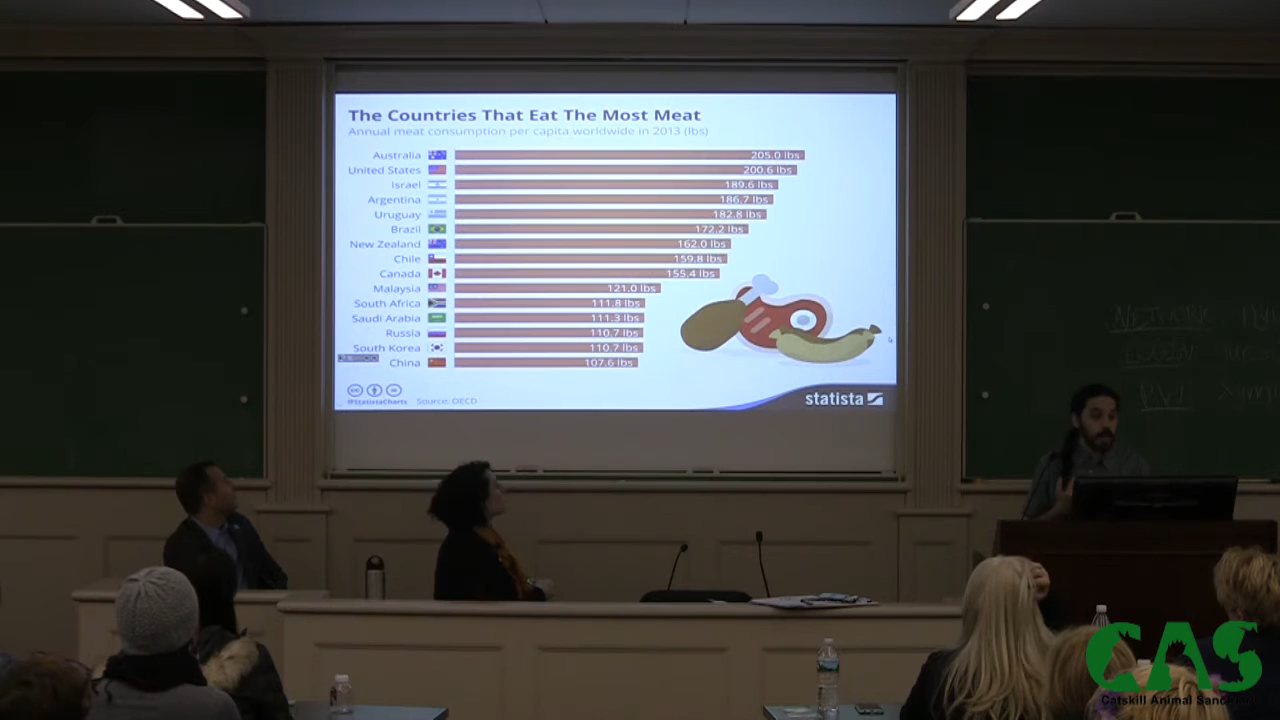 The Countries That Eat The Most Meat
Annual meat consumption per capita worldwide in 2013 (lbs)
Australia 205.0 lbs
United States 200.6 lbs
Israel 189.6 lbs
Argentina 186.7 lbs
Uruguay 182.8 lbs
Brazil 172.2 lbs
New Zealand 162.0 lbs
Chile 159.8 lbs
Canada 155.4 lbs
Malaysia 121.0 lbs
South Africa 111.8 lbs
Saudi Arabia 111.3 lbs
Russia 110.7 lbs
South Korea 110.7 lbs
China 107.6 lbs
@StatistaCharts Source: OECD
statista
NETWORK
CAS
Catskill Animal